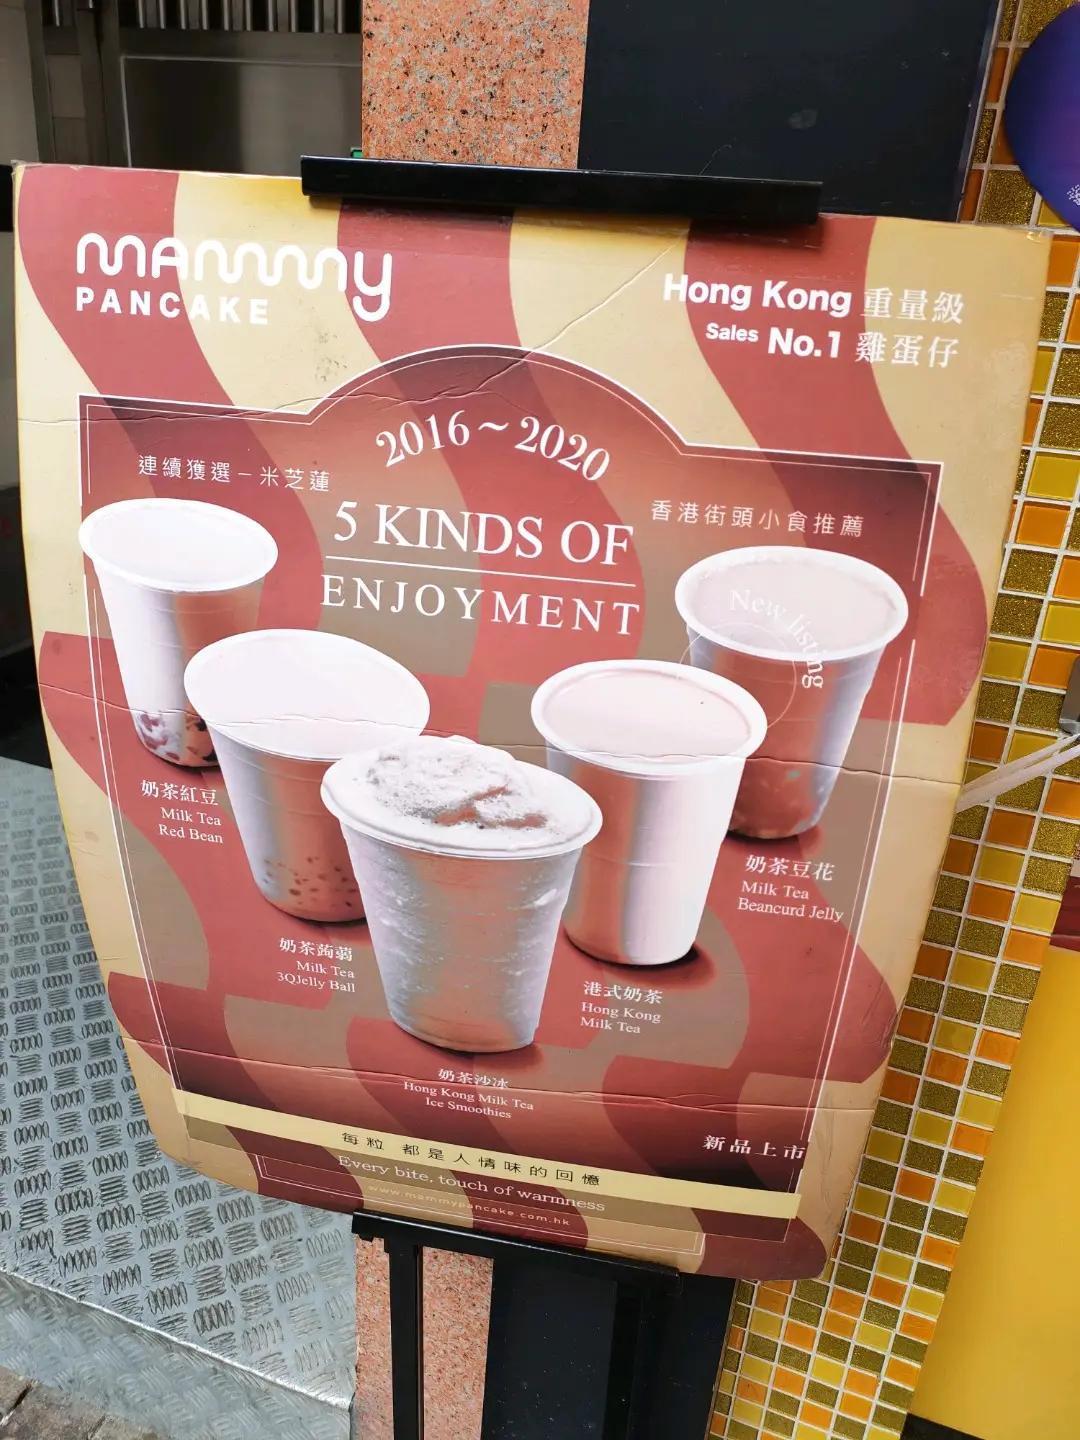 mammy
PANCAKE
Hong Kong 重量級
Sales No.1 雞蛋仔
2016~2020
連續獲選－米芝蓮
香港街頭小食推薦
5 KINDS OF
ENJOYMENT
New listing
奶茶紅豆
Milk Tea
Red Bean
奶茶蒟蒻
Milk Tea
3QJelly Ball
奶茶沙冰
Hong Kong Milk Tea
Ice Smoothies
港式奶茶
Hong Kong
Milk Tea
奶茶豆花
Milk Tea
Beancurd Jelly
新品上市
每粒 都是人情味的回憶
Every bite, touch of warmness
www.mammypancake.com.hk